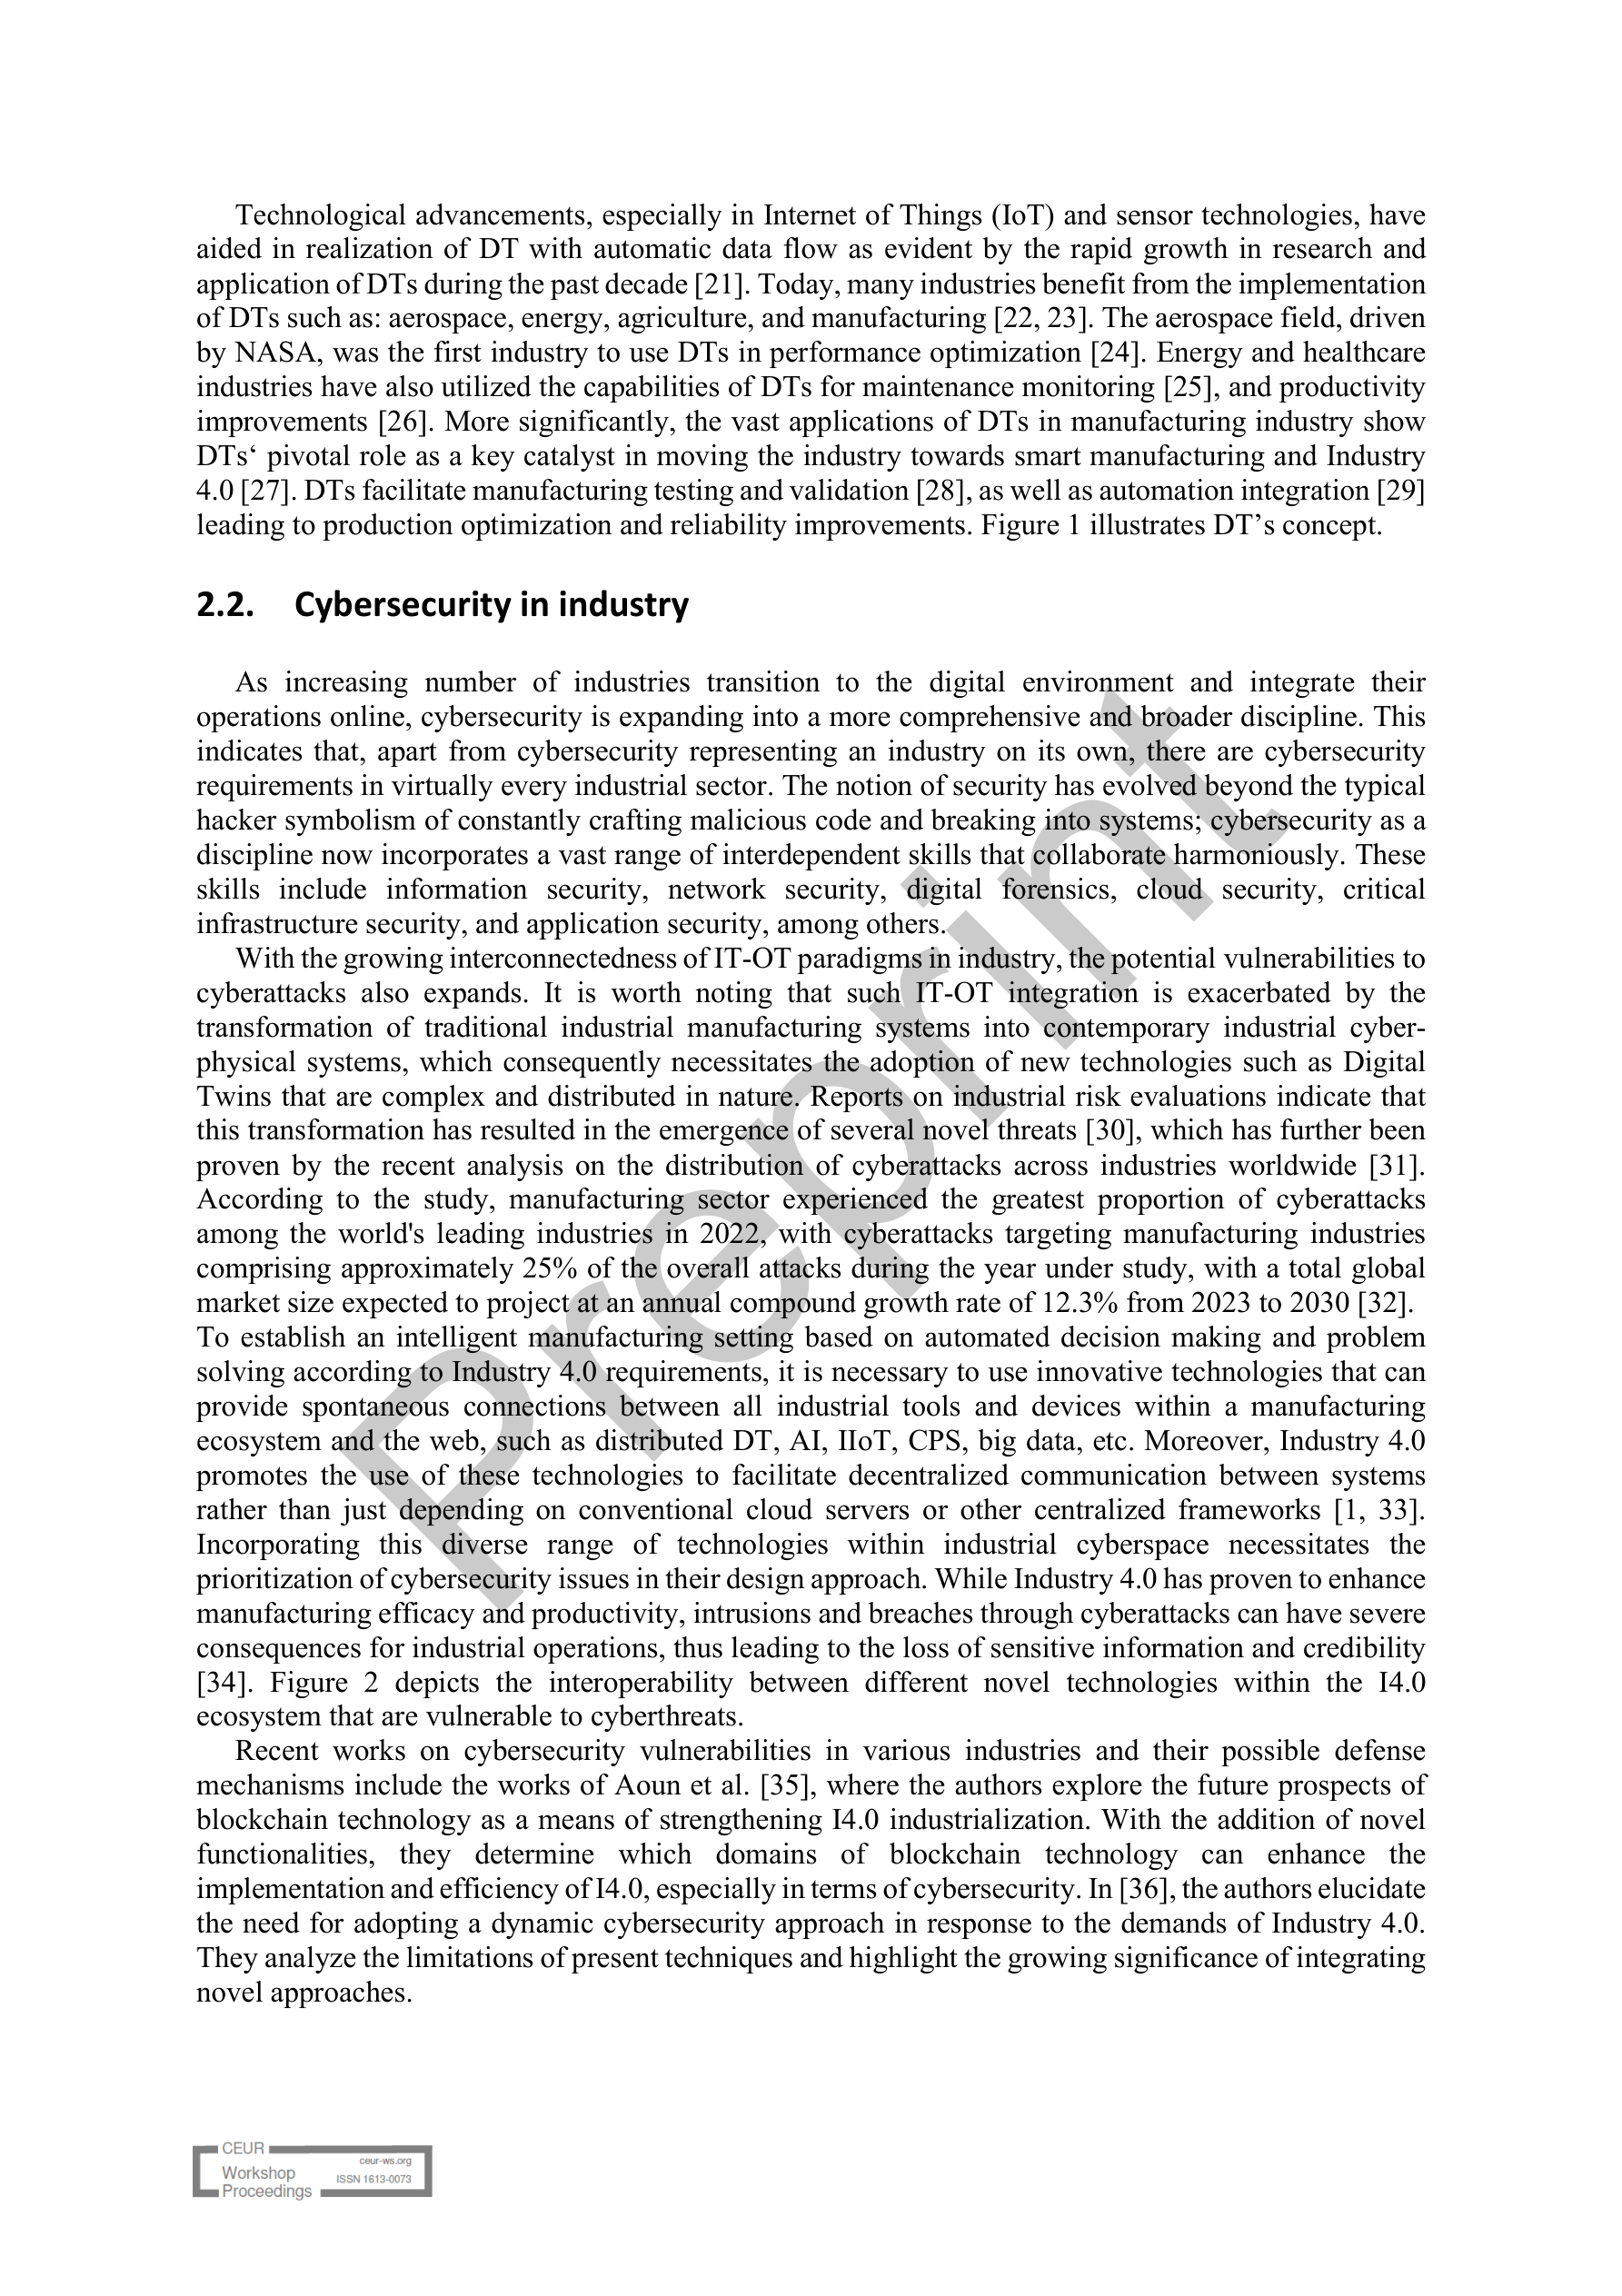 Technological advancements, especially in Internet of Things (IoT) and sensor technologies, have
aided in realization of DT with automatic data flow as evident by the rapid growth in research and
application of DTs during the past decade [21]. Today, many industries benefit from the implementation
of DTs such as: aerospace, energy, agriculture, and manufacturing [22, 23]. The aerospace field, driven
by NASA, was the first industry to use DTs in performance optimization [24]. Energy and healthcare
industries have also utilized the capabilities of DTs for maintenance monitoring [25], and productivity
improvements [26]. More significantly, the vast applications of DTs in manufacturing industry show
DTs‘ pivotal role as a key catalyst in moving the industry towards smart manufacturing and Industry
4.0 [27]. DTs facilitate manufacturing testing and validation [28], as well as automation integration [29]
leading to production optimization and reliability improvements. Figure 1 illustrates DT’s concept.
2.2. Cybersecurity in industry
As increasing number of industries transition to the digital environment and integrate their
operations online, cybersecurity is expanding into a more comprehensive and broader discipline. This
indicates that, apart from cybersecurity representing an industry on its own, there are cybersecurity
requirements in virtually every industrial sector. The notion of security has evolved beyond the typical
hacker symbolism of constantly crafting malicious code and breaking into systems; cybersecurity as a
discipline now incorporates a vast range of interdependent skills that collaborate harmoniously. These
skills include information security, network security, digital forensics, cloud security, critical
infrastructure security, and application security, among others.
With the growing interconnectedness of IT-OT paradigms in industry, the potential vulnerabilities to
cyberattacks also expands. It is worth noting that such IT-OT integration is exacerbated by the
transformation of traditional industrial manufacturing systems into contemporary industrial cyber-
physical systems, which consequently necessitates the adoption of new technologies such as Digital
Twins that are complex and distributed in nature. Reports on industrial risk evaluations indicate that
this transformation has resulted in the emergence of several novel threats [30], which has further been
proven by the recent analysis on the distribution of cyberattacks across industries worldwide [31].
According to the study, manufacturing sector experienced the greatest proportion of cyberattacks
among the world's leading industries in 2022, with cyberattacks targeting manufacturing industries
comprising approximately 25% of the overall attacks during the year under study, with a total global
market size expected to project at an annual compound growth rate of 12.3% from 2023 to 2030 [32].
To establish an intelligent manufacturing setting based on automated decision making and problem
solving according to Industry 4.0 requirements, it is necessary to use innovative technologies that can
provide spontaneous connections between all industrial tools and devices within a manufacturing
ecosystem and the web, such as distributed DT, AI, IIoT, CPS, big data, etc. Moreover, Industry 4.0
promotes the use of these technologies to facilitate decentralized communication between systems
rather than just depending on conventional cloud servers or other centralized frameworks [1, 33].
Incorporating this diverse range of technologies within industrial cyberspace necessitates the
prioritization of cybersecurity issues in their design approach. While Industry 4.0 has proven to enhance
manufacturing efficacy and productivity, intrusions and breaches through cyberattacks can have severe
consequences for industrial operations, thus leading to the loss of sensitive information and credibility
[34]. Figure 2 depicts the interoperability between different novel technologies within the I4.0
ecosystem that are vulnerable to cyberthreats.
Recent works on cybersecurity vulnerabilities in various industries and their possible defense
mechanisms include the works of Aoun et al. [35], where the authors explore the future prospects of
blockchain technology as a means of strengthening I4.0 industrialization. With the addition of novel
functionalities, they determine which domains of blockchain technology can enhance the
implementation and efficiency of I4.0, especially in terms of cybersecurity. In [36], the authors elucidate
the need for adopting a dynamic cybersecurity approach in response to the demands of Industry 4.0.
They analyze the limitations of present techniques and highlight the growing significance of integrating
novel approaches.
Preprint
CEUR
Workshop
Proceedings
ceur-ws.org
ISSN 1613-0073